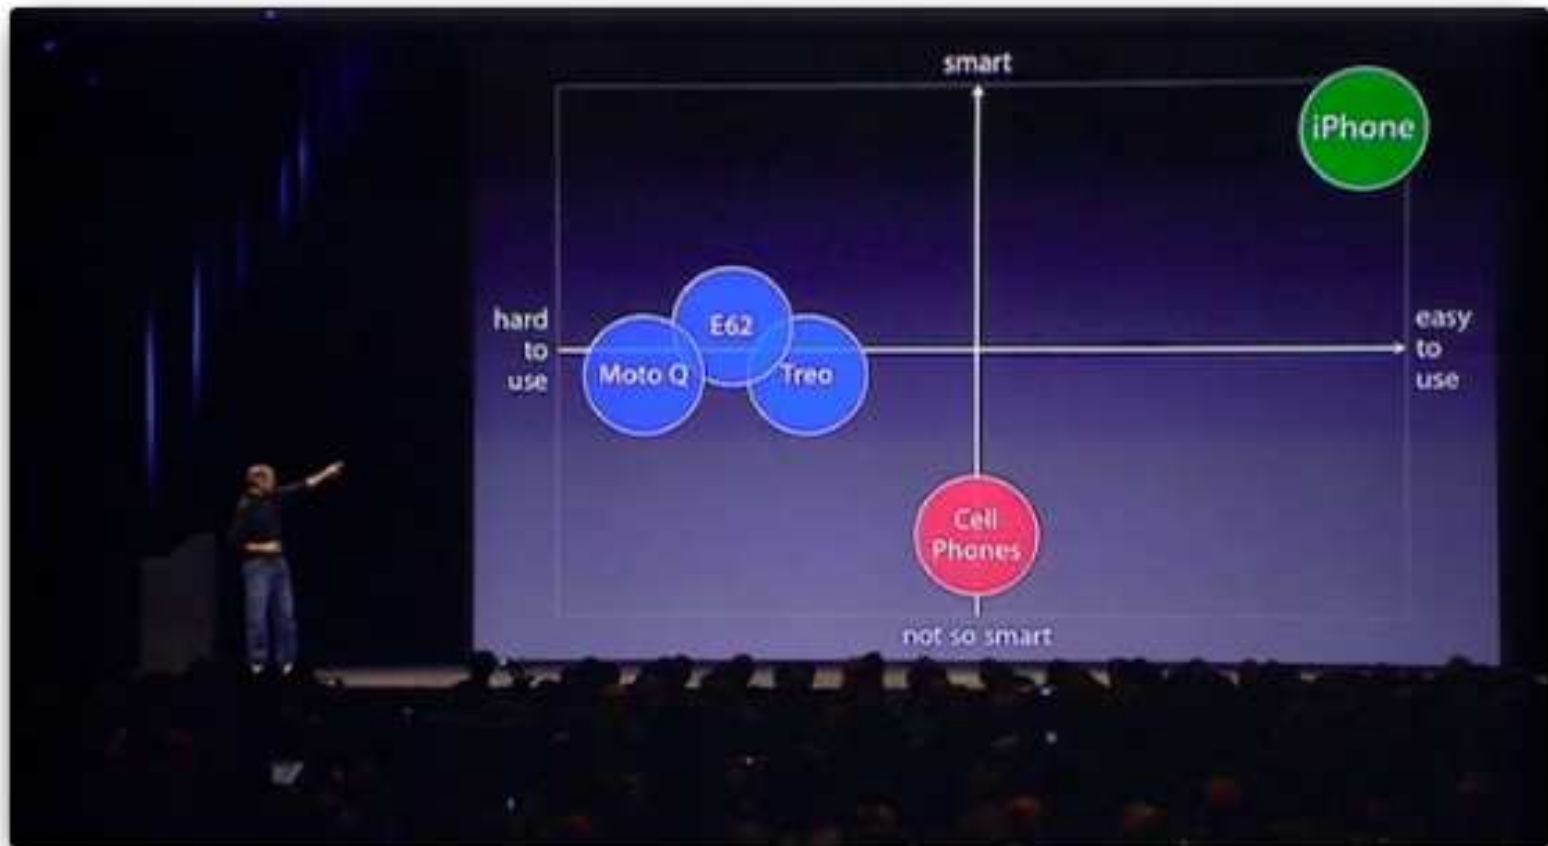 smart
iPhone
hard
to
use
E62
Moto Q
Treo
easy
to
use
Cell
Phones
not so smart